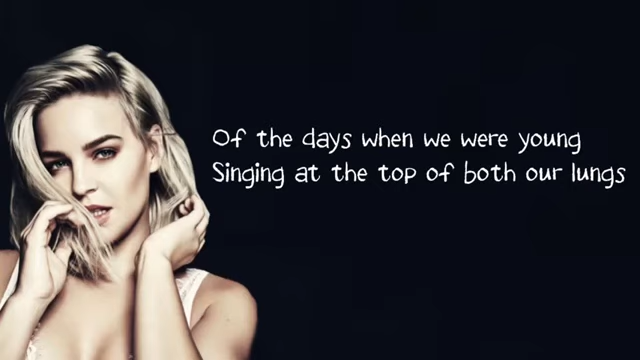 Of the days when we were young
Singing at the top of both our lungs